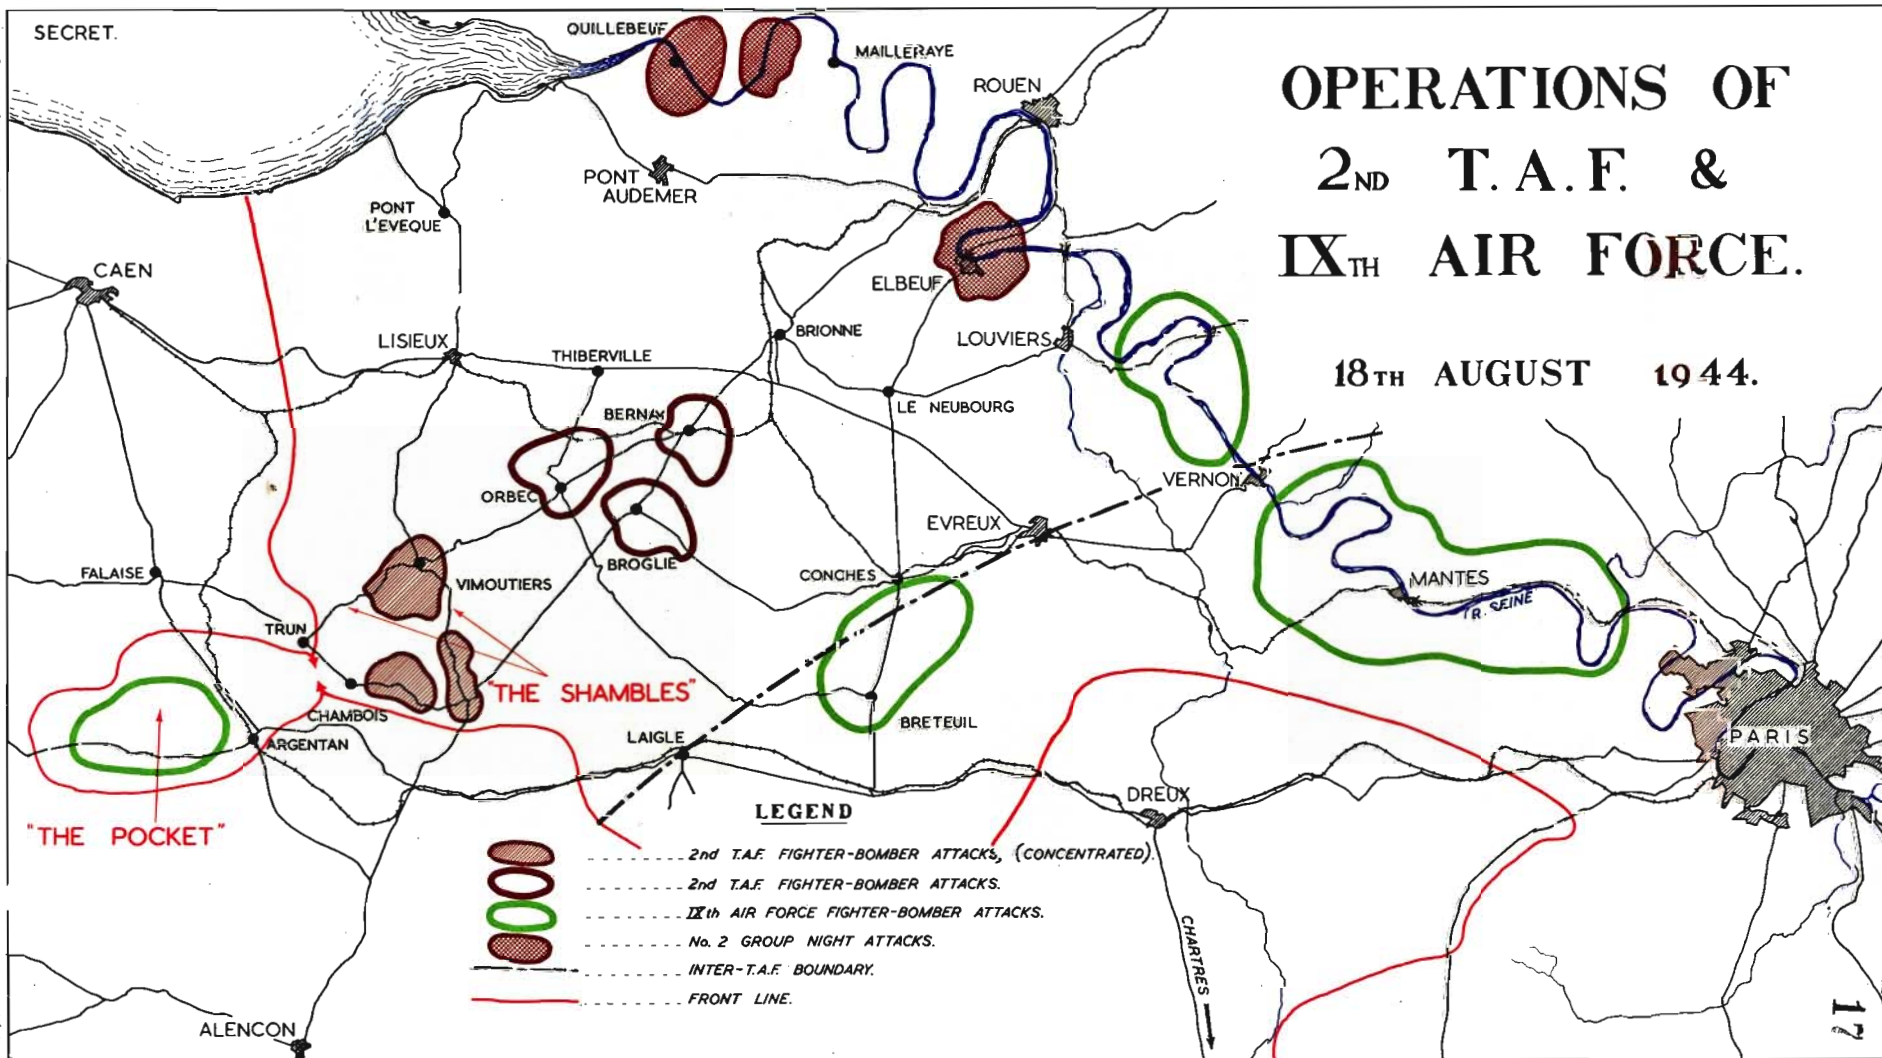 SECRET.
OPERATIONS OF
2ND T.A.F. &
IXTH AIR FORCE.
18TH AUGUST 1944.
QUILLEBEUF
MAILLERAYE
ROUEN
PONT
AUDEMER
PONT
L'EVEQUE
CAEN
ELBEUF
LISIEUX
THIBERVILLE
BRIONNE
LOUVIERS
LE NEUBOURG
BERNAY
ORBEC
VERNON
EVREUX
BROGLIE
CONCHES
FALAISE
VIMOUTIERS
MANTES
R. SEINE
TRUN
"THE SHAMBLES"
CHAMBOIS
ARGENTAN
LAIGLE
BRETEUIL
PARIS
DREUX
"THE POCKET"
LEGEND
2nd T.A.F. FIGHTER-BOMBER ATTACKS, (CONCENTRATED).
2nd T.A.F. FIGHTER-BOMBER ATTACKS.
IXth AIR FORCE FIGHTER-BOMBER ATTACKS.
No. 2 GROUP NIGHT ATTACKS.
INTER-T.A.F. BOUNDARY.
FRONT LINE.
CHARTRES
ALENCON
17